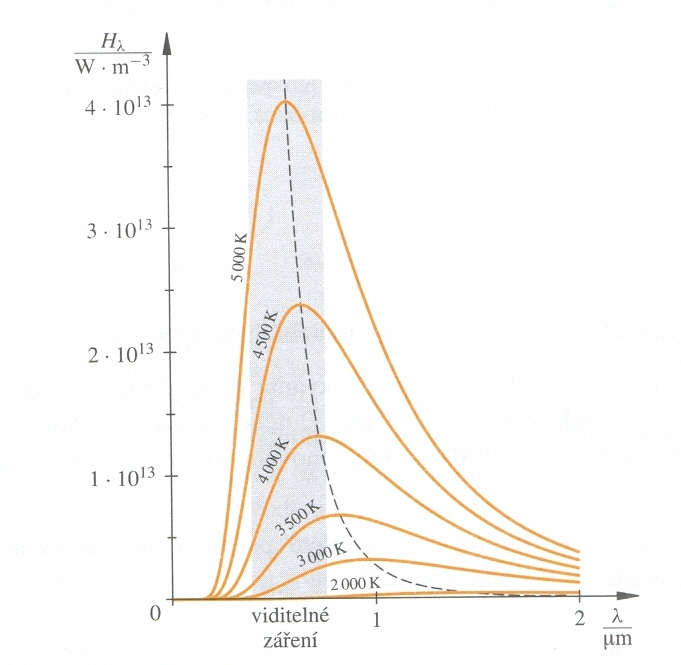 H_λ
W · m⁻³
4 · 10¹³
3 · 10¹³
2 · 10¹³
1 · 10¹³
0
5 000 K
4 500 K
4 000 K
3 500 K
3 000 K
2 000 K
viditelné
záření
1
2
λ
μm